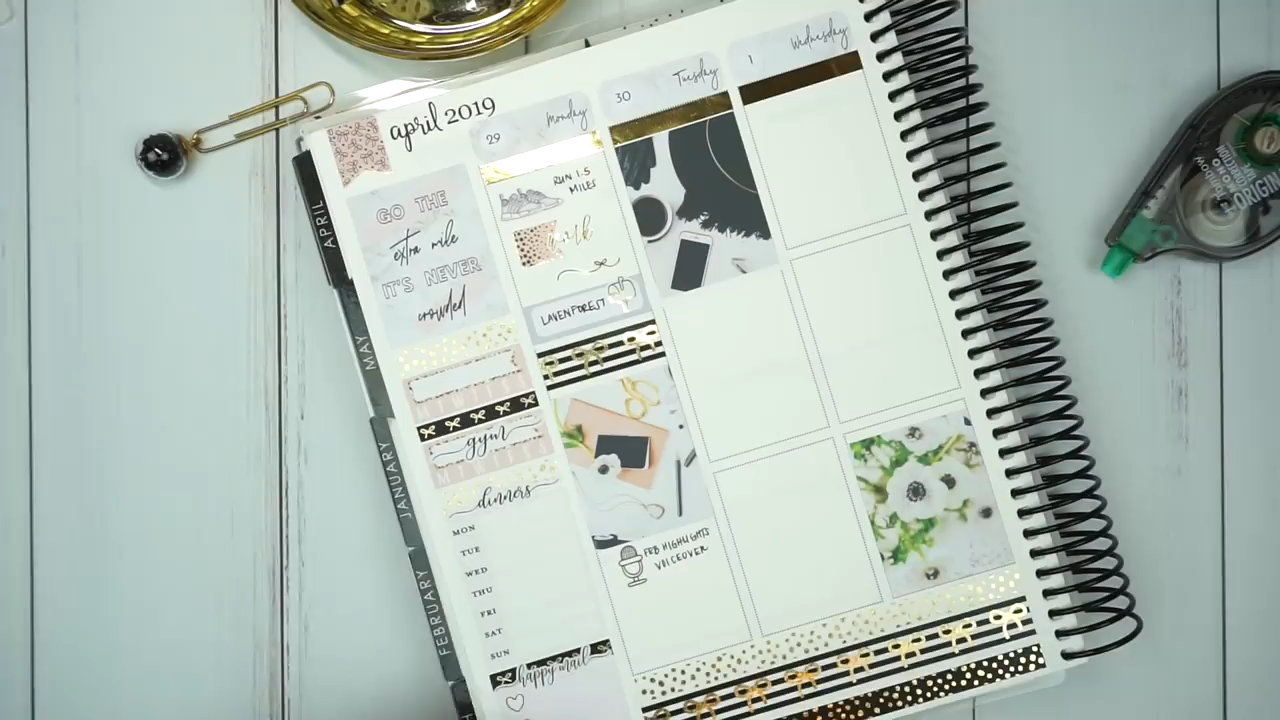 april 2019
29
Monday
30
Tuesday
1
Wednesday
GO THE
extra mile
IT'S NEVER
crowded
RUN 1.5
MILES
LAVENFOREST
gym
dinners
MON
TUE
WED
THU
FRI
SAT
SUN
happy mail
FEB HIGHLIGHTS
VOICEOVER
APRIL
MAY
JANUARY
FEBRUARY